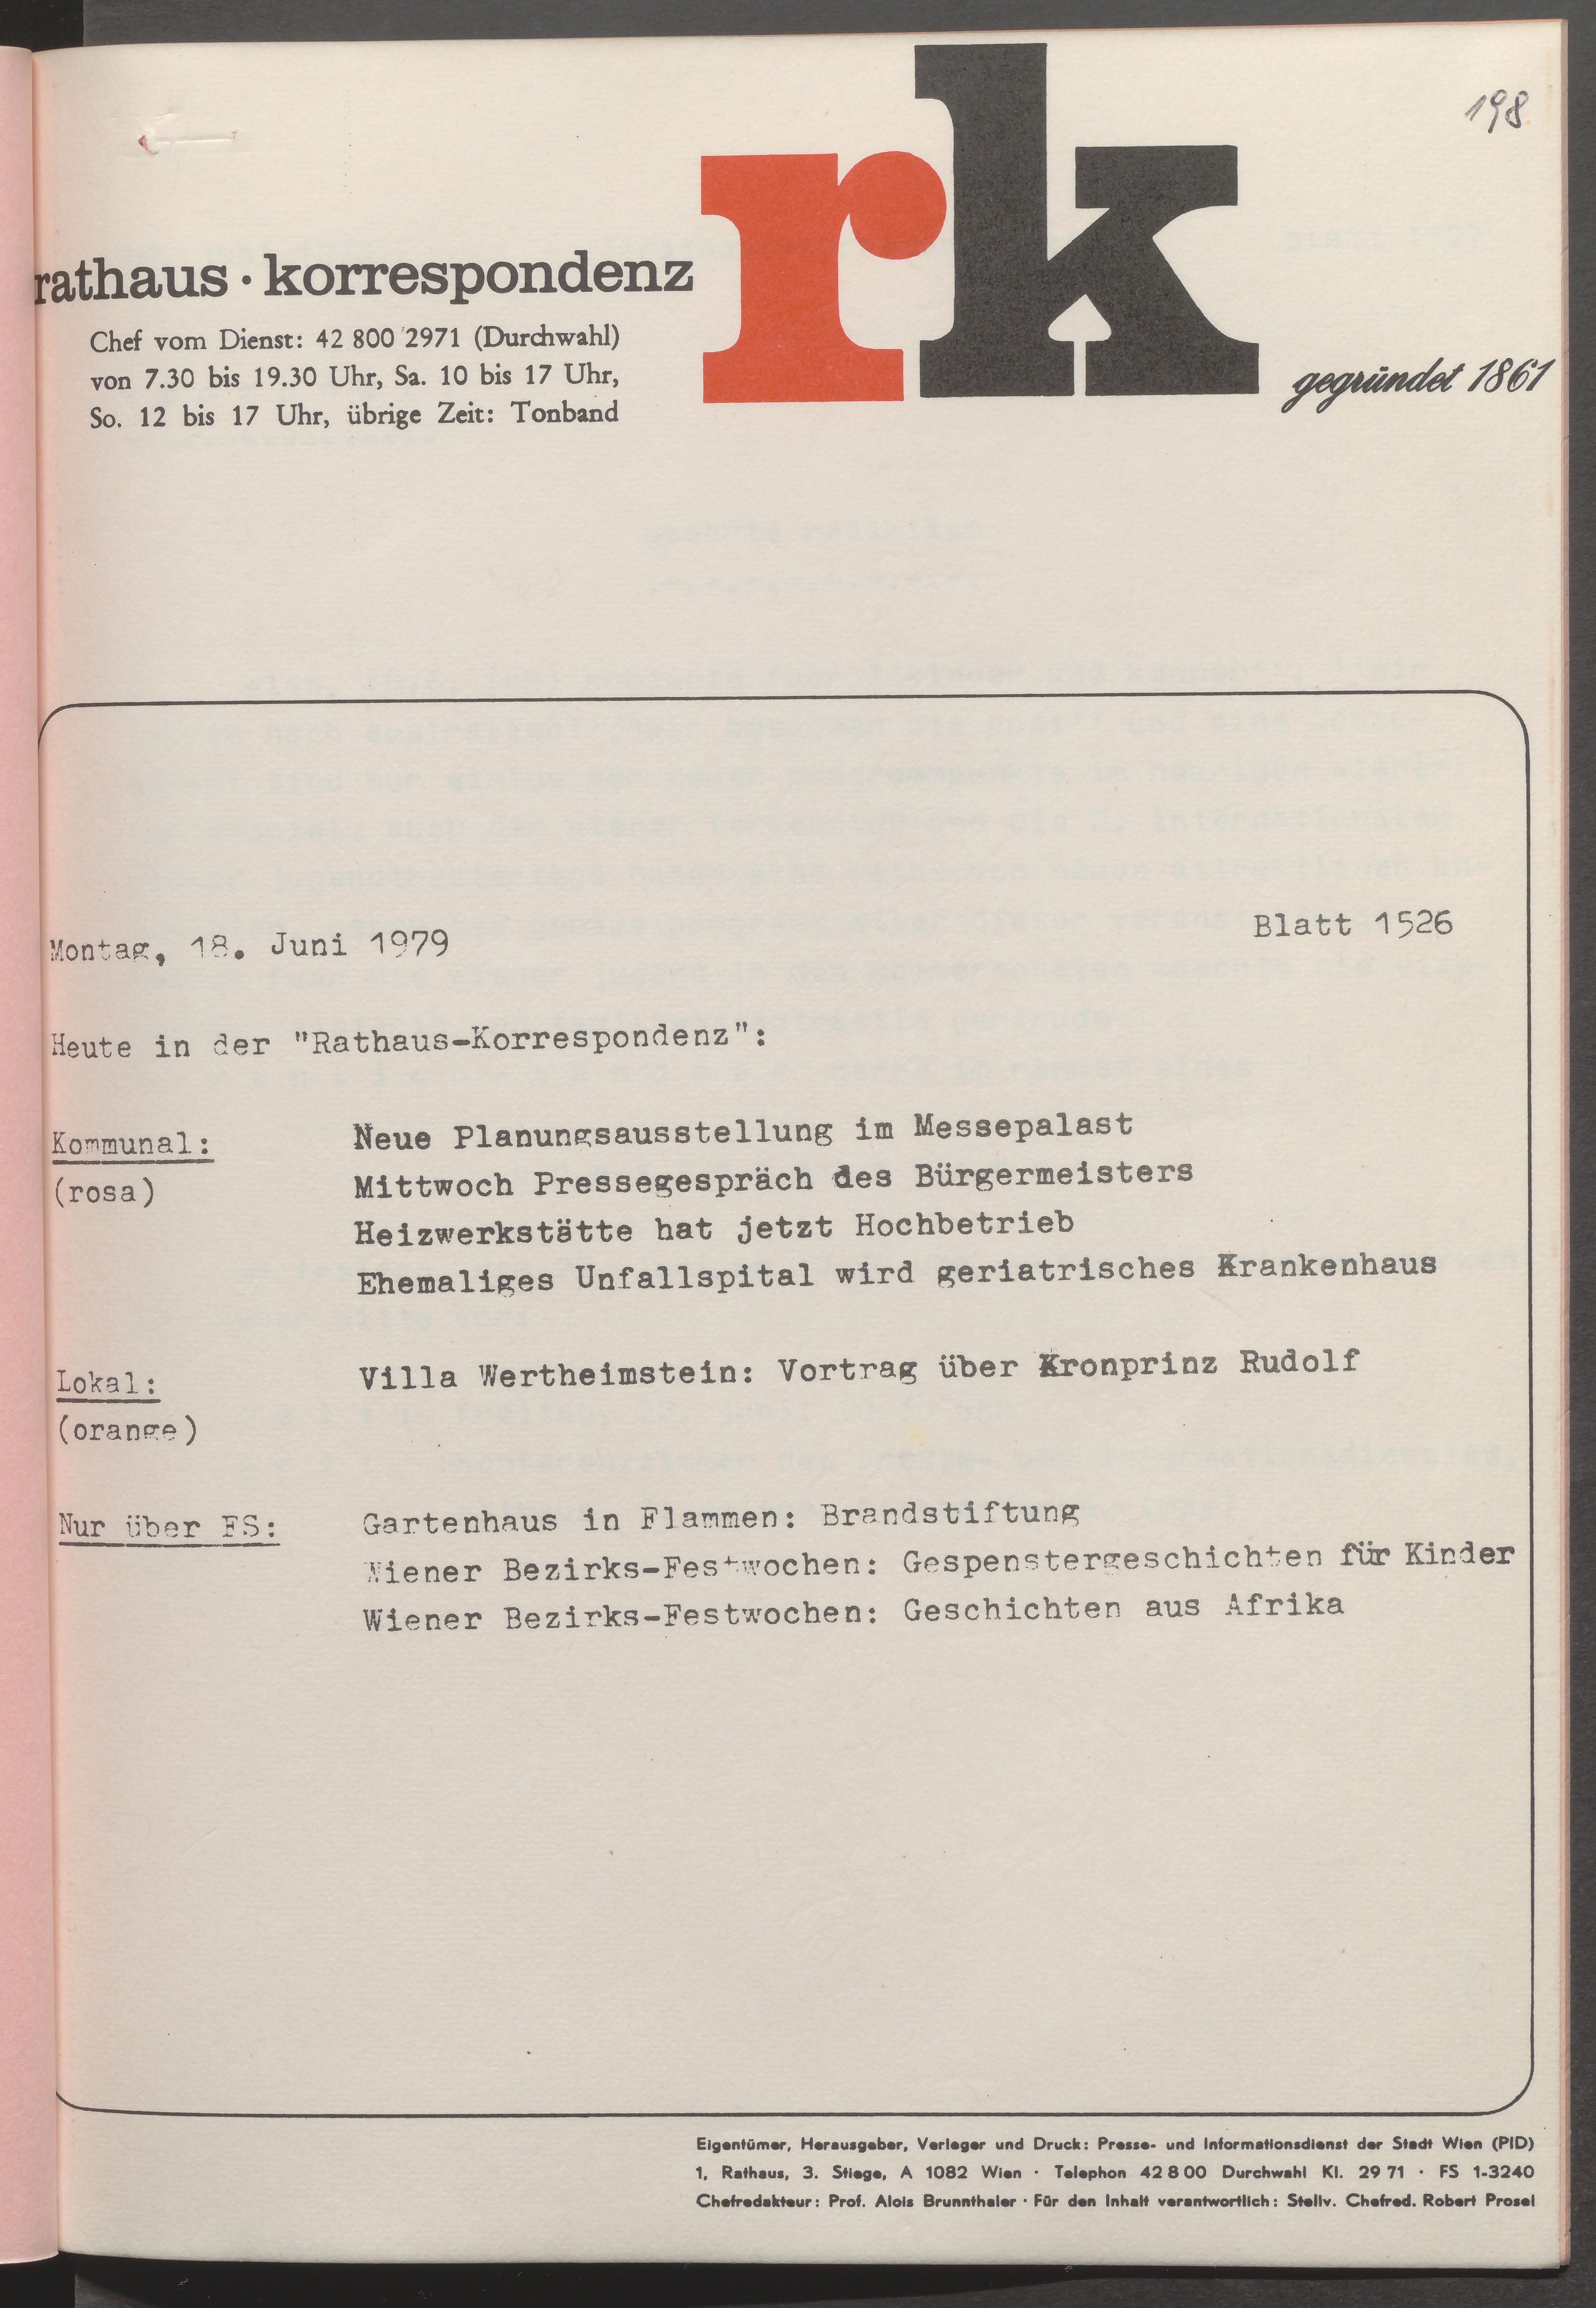 198
rk
rathaus · korrespondenz
Chef vom Dienst: 42 800 2971 (Durchwahl)
von 7.30 bis 19.30 Uhr, Sa. 10 bis 17 Uhr,
So. 12 bis 17 Uhr, übrige Zeit: Tonband
gegründet 1861
Montag, 18. Juni 1979 Blatt 1526
Heute in der "Rathaus-Korrespondenz":
Kommunal: Neue Planungsausstellung im Messepalast
(rosa) Mittwoch Pressegespräch des Bürgermeisters
Heizwerkstätte hat jetzt Hochbetrieb
Ehemaliges Unfallspital wird geriatrisches Krankenhaus
Lokal: Villa Wertheimstein: Vortrag über Kronprinz Rudolf
(orange)
Nur über FS: Gartenhaus in Flammen: Brandstiftung
Wiener Bezirks-Festwochen: Gespenstergeschichten für Kinder
Wiener Bezirks-Festwochen: Geschichten aus Afrika
Eigentümer, Herausgeber, Verleger und Druck: Presse- und Informationsdienst der Stadt Wien (PID)
1, Rathaus, 3. Stiege, A 1082 Wien · Telephon 42 8 00 Durchwahl Kl. 29 71 · FS 1-3240
Chefredakteur: Prof. Alois Brunnthaler · Für den Inhalt verantwortlich: Stellv. Chefred. Robert Prosel